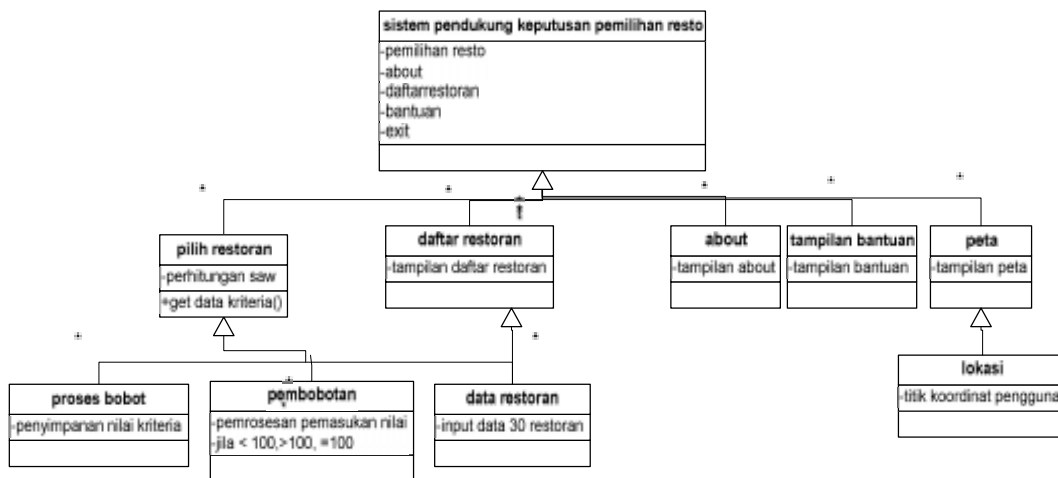 sistem pendukung keputusan pemilihan resto
-pemilihan resto
-about
-daftarrestoran
-bantuan
-exit
* * * * *
*
1
pilih restoran
-perhitungan saw
+get data kriteria()
daftar restoran
-tampilan daftar restoran
about
-tampilan about
tampilan bantuan
-tampilan bantuan
peta
-tampilan peta
* *
*
proses bobot
-penyimpanan nilai kriteria
pembobotan
-pemrosesan pemasukan nilai
-jila < 100,>100, =100
data restoran
-input data 30 restoran
lokasi
-titik koordinat pengguna